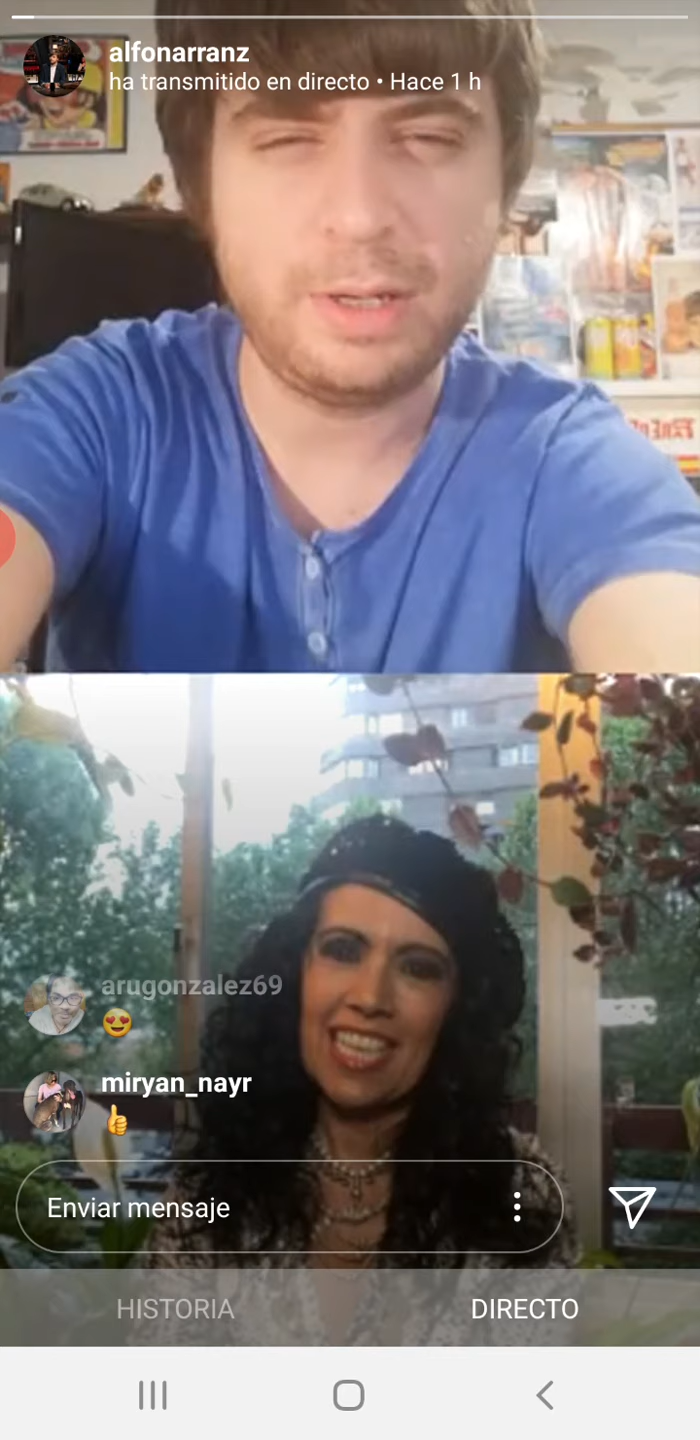 alfonarranz
ha transmitido en directo • Hace 1 h
arugonzalez69
😍
miryan_nayr
👍
Enviar mensaje
HISTORIA
DIRECTO